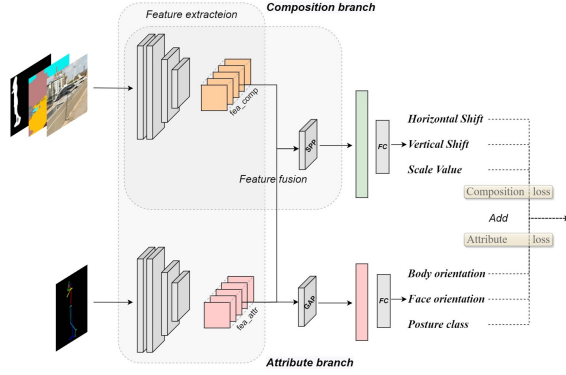 Composition branch
Feature extracteion
fea_comp
SPP
FC
Horizontal Shift
Vertical Shift
Scale Value
Feature fusion
Composition loss
Add
Attribute loss
fea_attr
GAP
FC
Body orientation
Face orientation
Posture class
Attribute branch